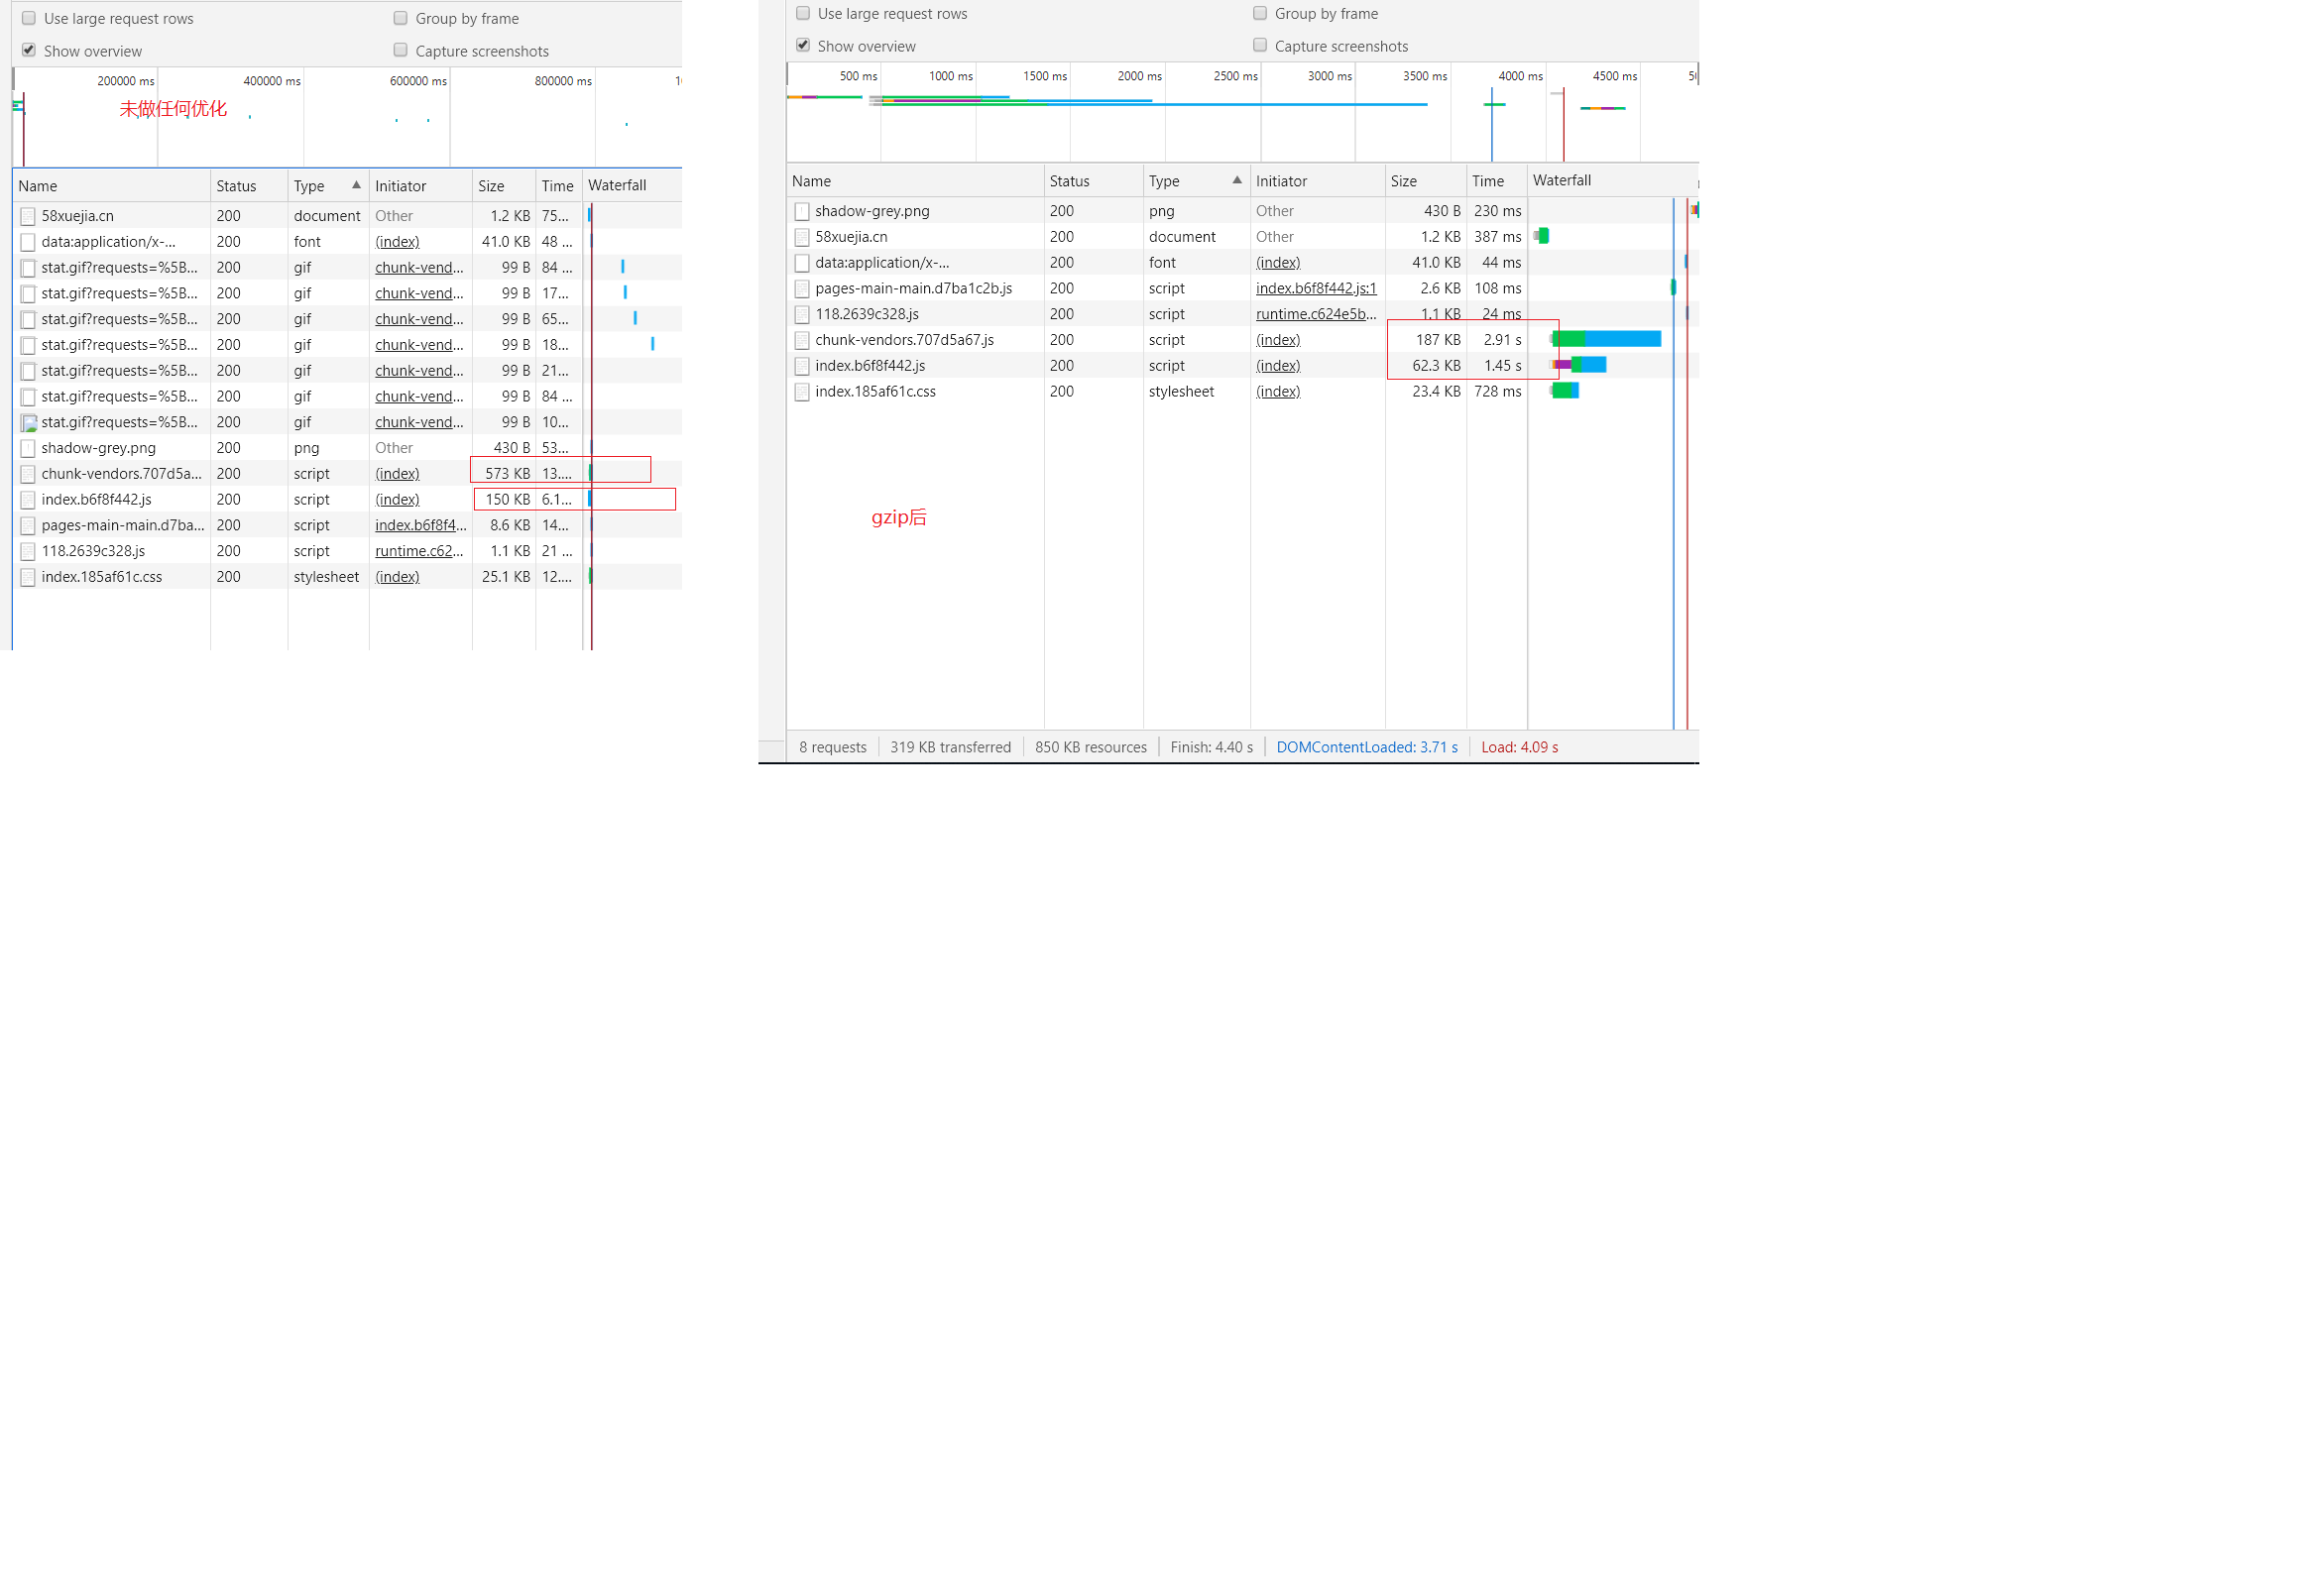 Use large request rows Group by frame
Show overview Capture screenshots
200000 ms 400000 ms 600000 ms 800000 ms
未做任何优化
Name Status Type Initiator Size Time Waterfall
58xuejia.cn 200 document Other 1.2 KB 75...
data:application/x-... 200 font (index) 41.0 KB 48 ...
stat.gif?requests=%5B... 200 gif chunk-vend... 99 B 84 ...
stat.gif?requests=%5B... 200 gif chunk-vend... 99 B 17...
stat.gif?requests=%5B... 200 gif chunk-vend... 99 B 65...
stat.gif?requests=%5B... 200 gif chunk-vend... 99 B 18...
stat.gif?requests=%5B... 200 gif chunk-vend... 99 B 21...
stat.gif?requests=%5B... 200 gif chunk-vend... 99 B 84 ...
stat.gif?requests=%5B... 200 gif chunk-vend... 99 B 10...
shadow-grey.png 200 png Other 430 B 53...
chunk-vendors.707d5a... 200 script (index) 573 KB 13....
index.b6f8f442.js 200 script (index) 150 KB 6.1...
pages-main-main.d7ba... 200 script index.b6f8f4... 8.6 KB 14...
118.2639c328.js 200 script runtime.c62... 1.1 KB 21 ...
index.185af61c.css 200 stylesheet (index) 25.1 KB 12....
Use large request rows Group by frame
Show overview Capture screenshots
500 ms 1000 ms 1500 ms 2000 ms 2500 ms 3000 ms 3500 ms 4000 ms 4500 ms
Name Status Type Initiator Size Time Waterfall
shadow-grey.png 200 png Other 430 B 230 ms
58xuejia.cn 200 document Other 1.2 KB 387 ms
data:application/x-... 200 font (index) 41.0 KB 44 ms
pages-main-main.d7ba1c2b.js 200 script index.b6f8f442.js:1 2.6 KB 108 ms
118.2639c328.js 200 script runtime.c624e5b... 1.1 KB 24 ms
chunk-vendors.707d5a67.js 200 script (index) 187 KB 2.91 s
index.b6f8f442.js 200 script (index) 62.3 KB 1.45 s
index.185af61c.css 200 stylesheet (index) 23.4 KB 728 ms
gzip后
8 requests 319 KB transferred 850 KB resources Finish: 4.40 s DOMContentLoaded: 3.71 s Load: 4.09 s